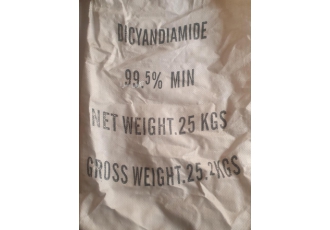 DICYANDIAMIDE
99.5% MIN
NET WEIGHT.25 KGS
GROSS WEIGHT.25.2KGS